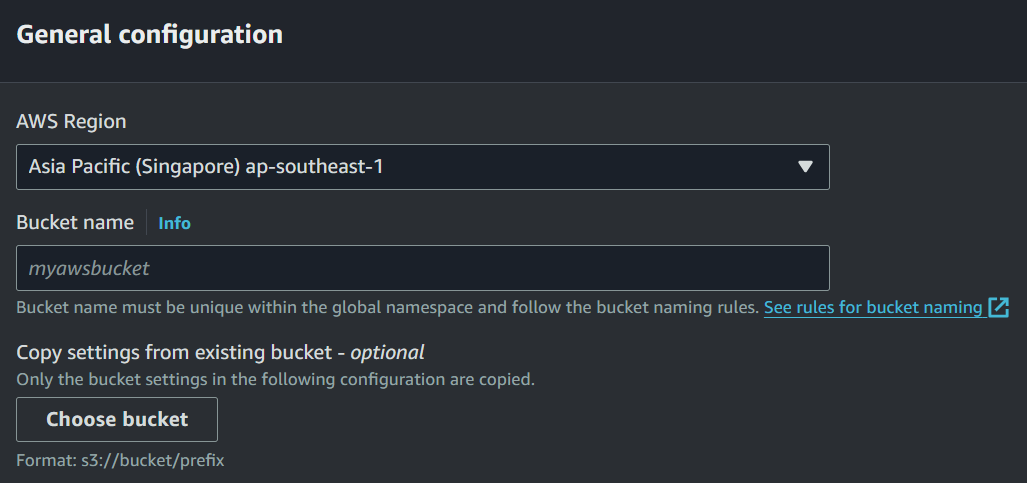 General configuration
AWS Region
Asia Pacific (Singapore) ap-southeast-1
Bucket name Info
myawsbucket
Bucket name must be unique within the global namespace and follow the bucket naming rules. See rules for bucket naming
Copy settings from existing bucket - optional
Only the bucket settings in the following configuration are copied.
Choose bucket
Format: s3://bucket/prefix